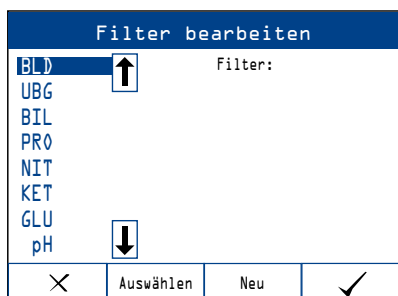 Filter bearbeiten
BLD
Filter:
UBG
BIL
PRO
NIT
KET
GLU
pH
Auswählen
Neu